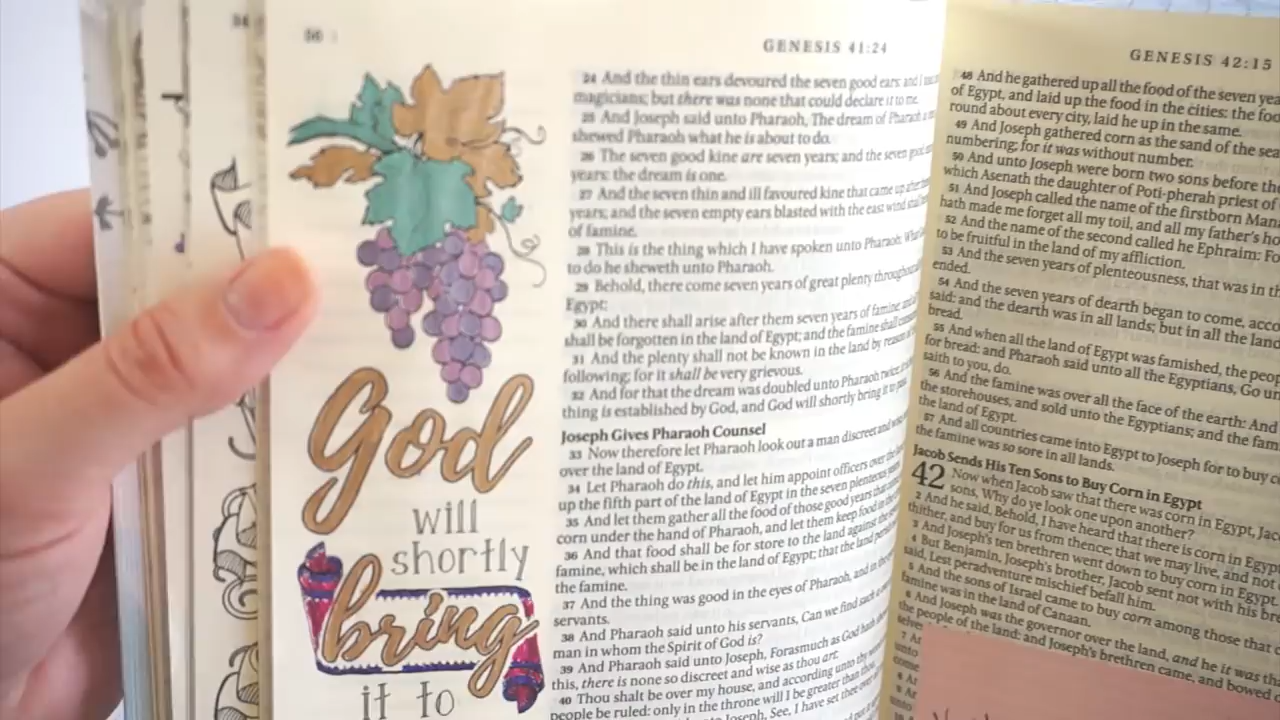 34
56
GENESIS 41:24
God
will
shortly
bring
it to
24 And the thin ears devoured the seven good ears: and I
magicians; but there was none that could declare it to me.
25 And Joseph said unto Pharaoh, The dream of Pharaoh
shewed Pharaoh what he is about to do.
26 The seven good kine are seven years; and the seven good
years: the dream is one.
27 And the seven thin and ill favoured kine that came up after
years; and the seven empty ears blasted with the east wind shall
of famine.
28 This is the thing which I have spoken unto Pharaoh: What
to do he sheweth unto Pharaoh.
29 Behold, there come seven years of great plenty throughout
Egypt:
30 And there shall arise after them seven years of famine; and
shall be forgotten in the land of Egypt; and the famine shall
31 And the plenty shall not be known in the land by reason
following; for it shall be very grievous.
32 And for that the dream was doubled unto Pharaoh twice;
thing is established by God, and God will shortly bring it to
Joseph Gives Pharaoh Counsel
33 Now therefore let Pharaoh look out a man discreet and
over the land of Egypt.
34 Let Pharaoh do this, and let him appoint officers over the
up the fifth part of the land of Egypt in the seven plenteous
35 And let them gather all the food of those good years that
corn under the hand of Pharaoh, and let them keep food in the
36 And that food shall be for store to the land against the
famine, which shall be in the land of Egypt; that the land
the famine.
37 And the thing was good in the eyes of Pharaoh, and in the
servants.
38 And Pharaoh said unto his servants, Can we find such a
man in whom the Spirit of God is?
39 And Pharaoh said unto Joseph, Forasmuch as God hath
this, there is none so discreet and wise as thou art:
40 Thou shalt be over my house, and according unto thy
people be ruled: only in the throne will I be greater than
unto Joseph, See, I have set thee over
GENESIS 42:15
48 And he gathered up all the food of the seven
of Egypt, and laid up the food in the cities: the
round about every city, laid he up in the same.
49 And Joseph gathered corn as the sand of the sea
numbering; for it was without number.
50 And unto Joseph were born two sons before the
which Asenath the daughter of Poti-pherah priest of
51 And Joseph called the name of the firstborn
hath made me forget all my toil, and all my father's
52 And the name of the second called he Ephraim:
to be fruitful in the land of my affliction.
53 And the seven years of plenteousness, that was in
ended.
54 And the seven years of dearth began to come,
said: and the dearth was in all lands; but in all the land
bread.
55 And when all the land of Egypt was famished, the
for bread: and Pharaoh said unto all the Egyptians, Go
saith to you, do.
56 And the famine was over all the face of the earth: And
the storehouses, and sold unto the Egyptians; and the
the land of Egypt.
57 And all countries came into Egypt to Joseph for to buy
the famine was so sore in all lands.
Jacob Sends His Ten Sons to Buy Corn in Egypt
42 Now when Jacob saw that there was corn in Egypt,
sons, Why do ye look one upon another?
2 And he said, Behold, I have heard that there is corn in
thither, and buy for us from thence; that we may live, and not
3 And Joseph's ten brethren went down to buy corn in Egypt.
4 But Benjamin, Joseph's brother, Jacob sent not with his
said, Lest peradventure mischief befall him.
5 And the sons of Israel came to buy corn among those that
famine was in the land of Canaan.
6 And Joseph was the governor over the land, and he it was
the people of the land: and Joseph's brethren came, and bowed
7
unto
8
9
10